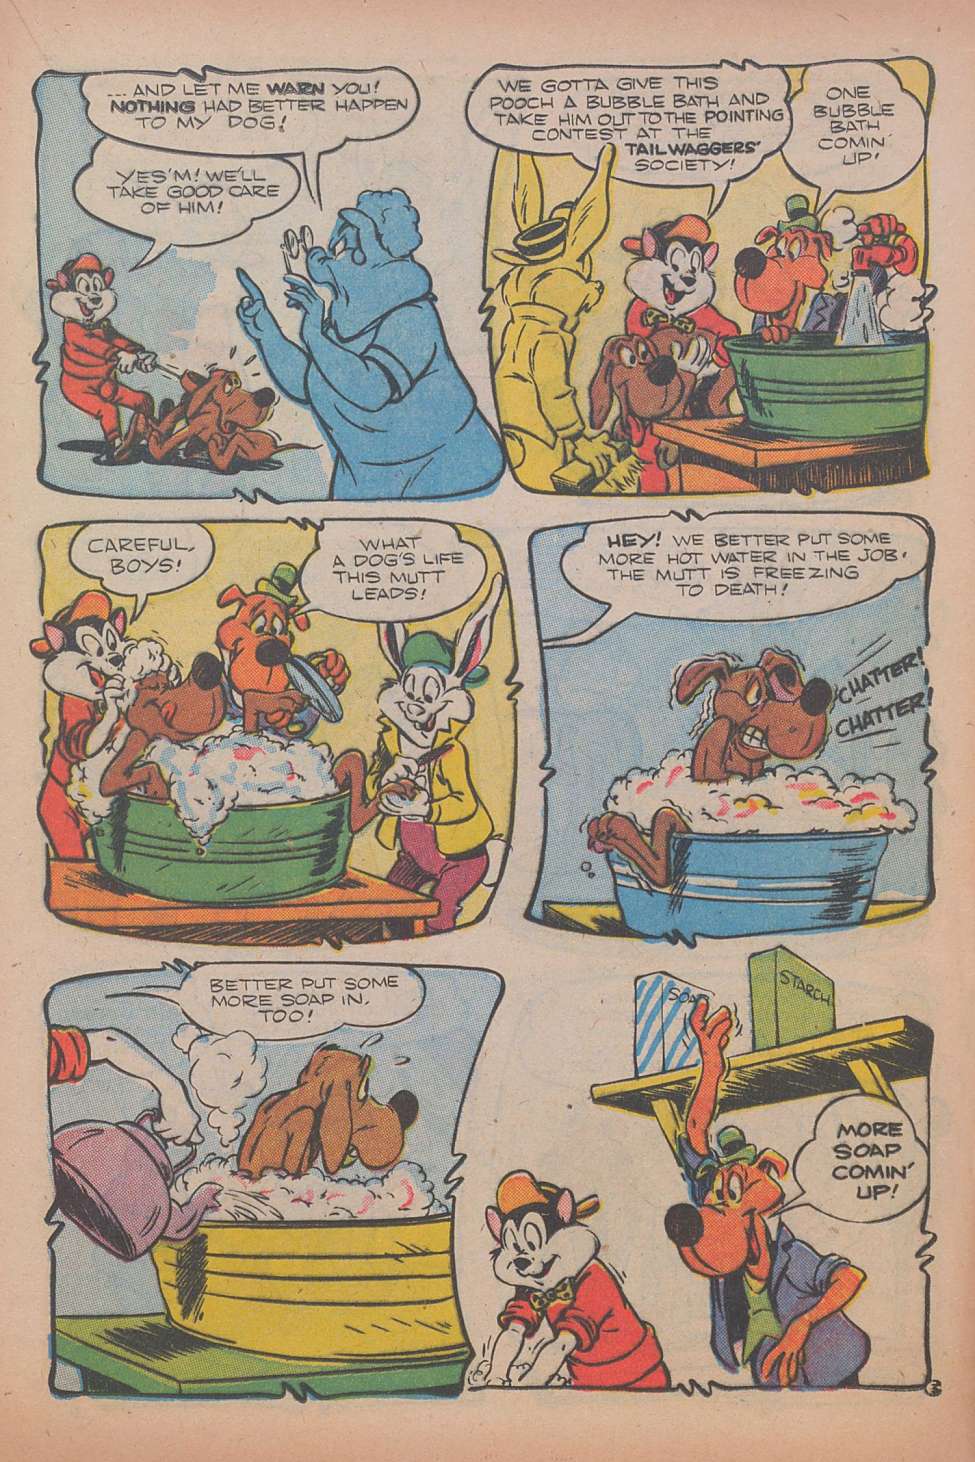 ...AND LET ME WARN YOU!
NOTHING HAD BETTER HAPPEN
TO MY DOG!
YES'M! WE'LL
TAKE GOOD CARE
OF HIM!
WE GOTTA GIVE THIS
POOCH A BUBBLE BATH AND
TAKE HIM OUT TO THE POINTING
CONTEST AT THE
TAILWAGGERS'
SOCIETY!
ONE
BUBBLE
BATH
COMIN'
UP!
CAREFUL,
BOYS!
WHAT
A DOG'S LIFE
THIS MUTT
LEADS!
HEY! WE BETTER PUT SOME
MORE HOT WATER IN THE JOB.
THE MUTT IS FREEZING
TO DEATH!
CHATTER!
CHATTER!
BETTER PUT SOME
MORE SOAP IN,
TOO!
SOAP
STARCH
MORE
SOAP
COMIN'
UP!